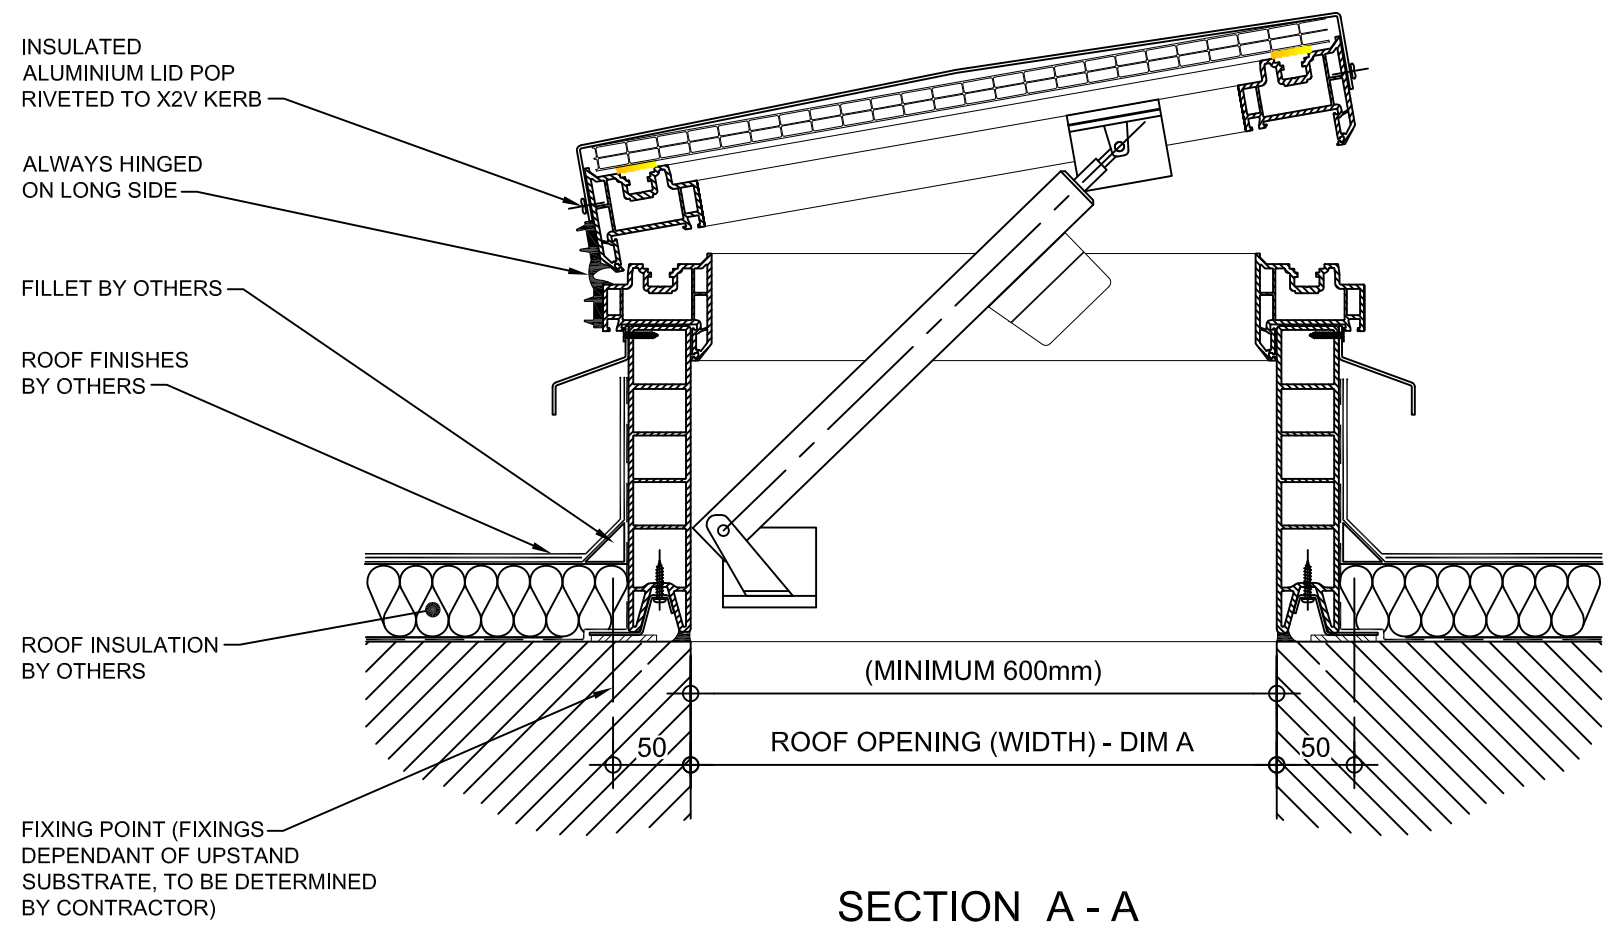 INSULATED
ALUMINIUM LID POP
RIVETED TO X2V KERB
ALWAYS HINGED
ON LONG SIDE
FILLET BY OTHERS
ROOF FINISHES
BY OTHERS
ROOF INSULATION
BY OTHERS
FIXING POINT (FIXINGS
DEPENDANT OF UPSTAND
SUBSTRATE, TO BE DETERMINED
BY CONTRACTOR)
(MINIMUM 600mm)
50
ROOF OPENING (WIDTH) - DIM A
50
SECTION A - A